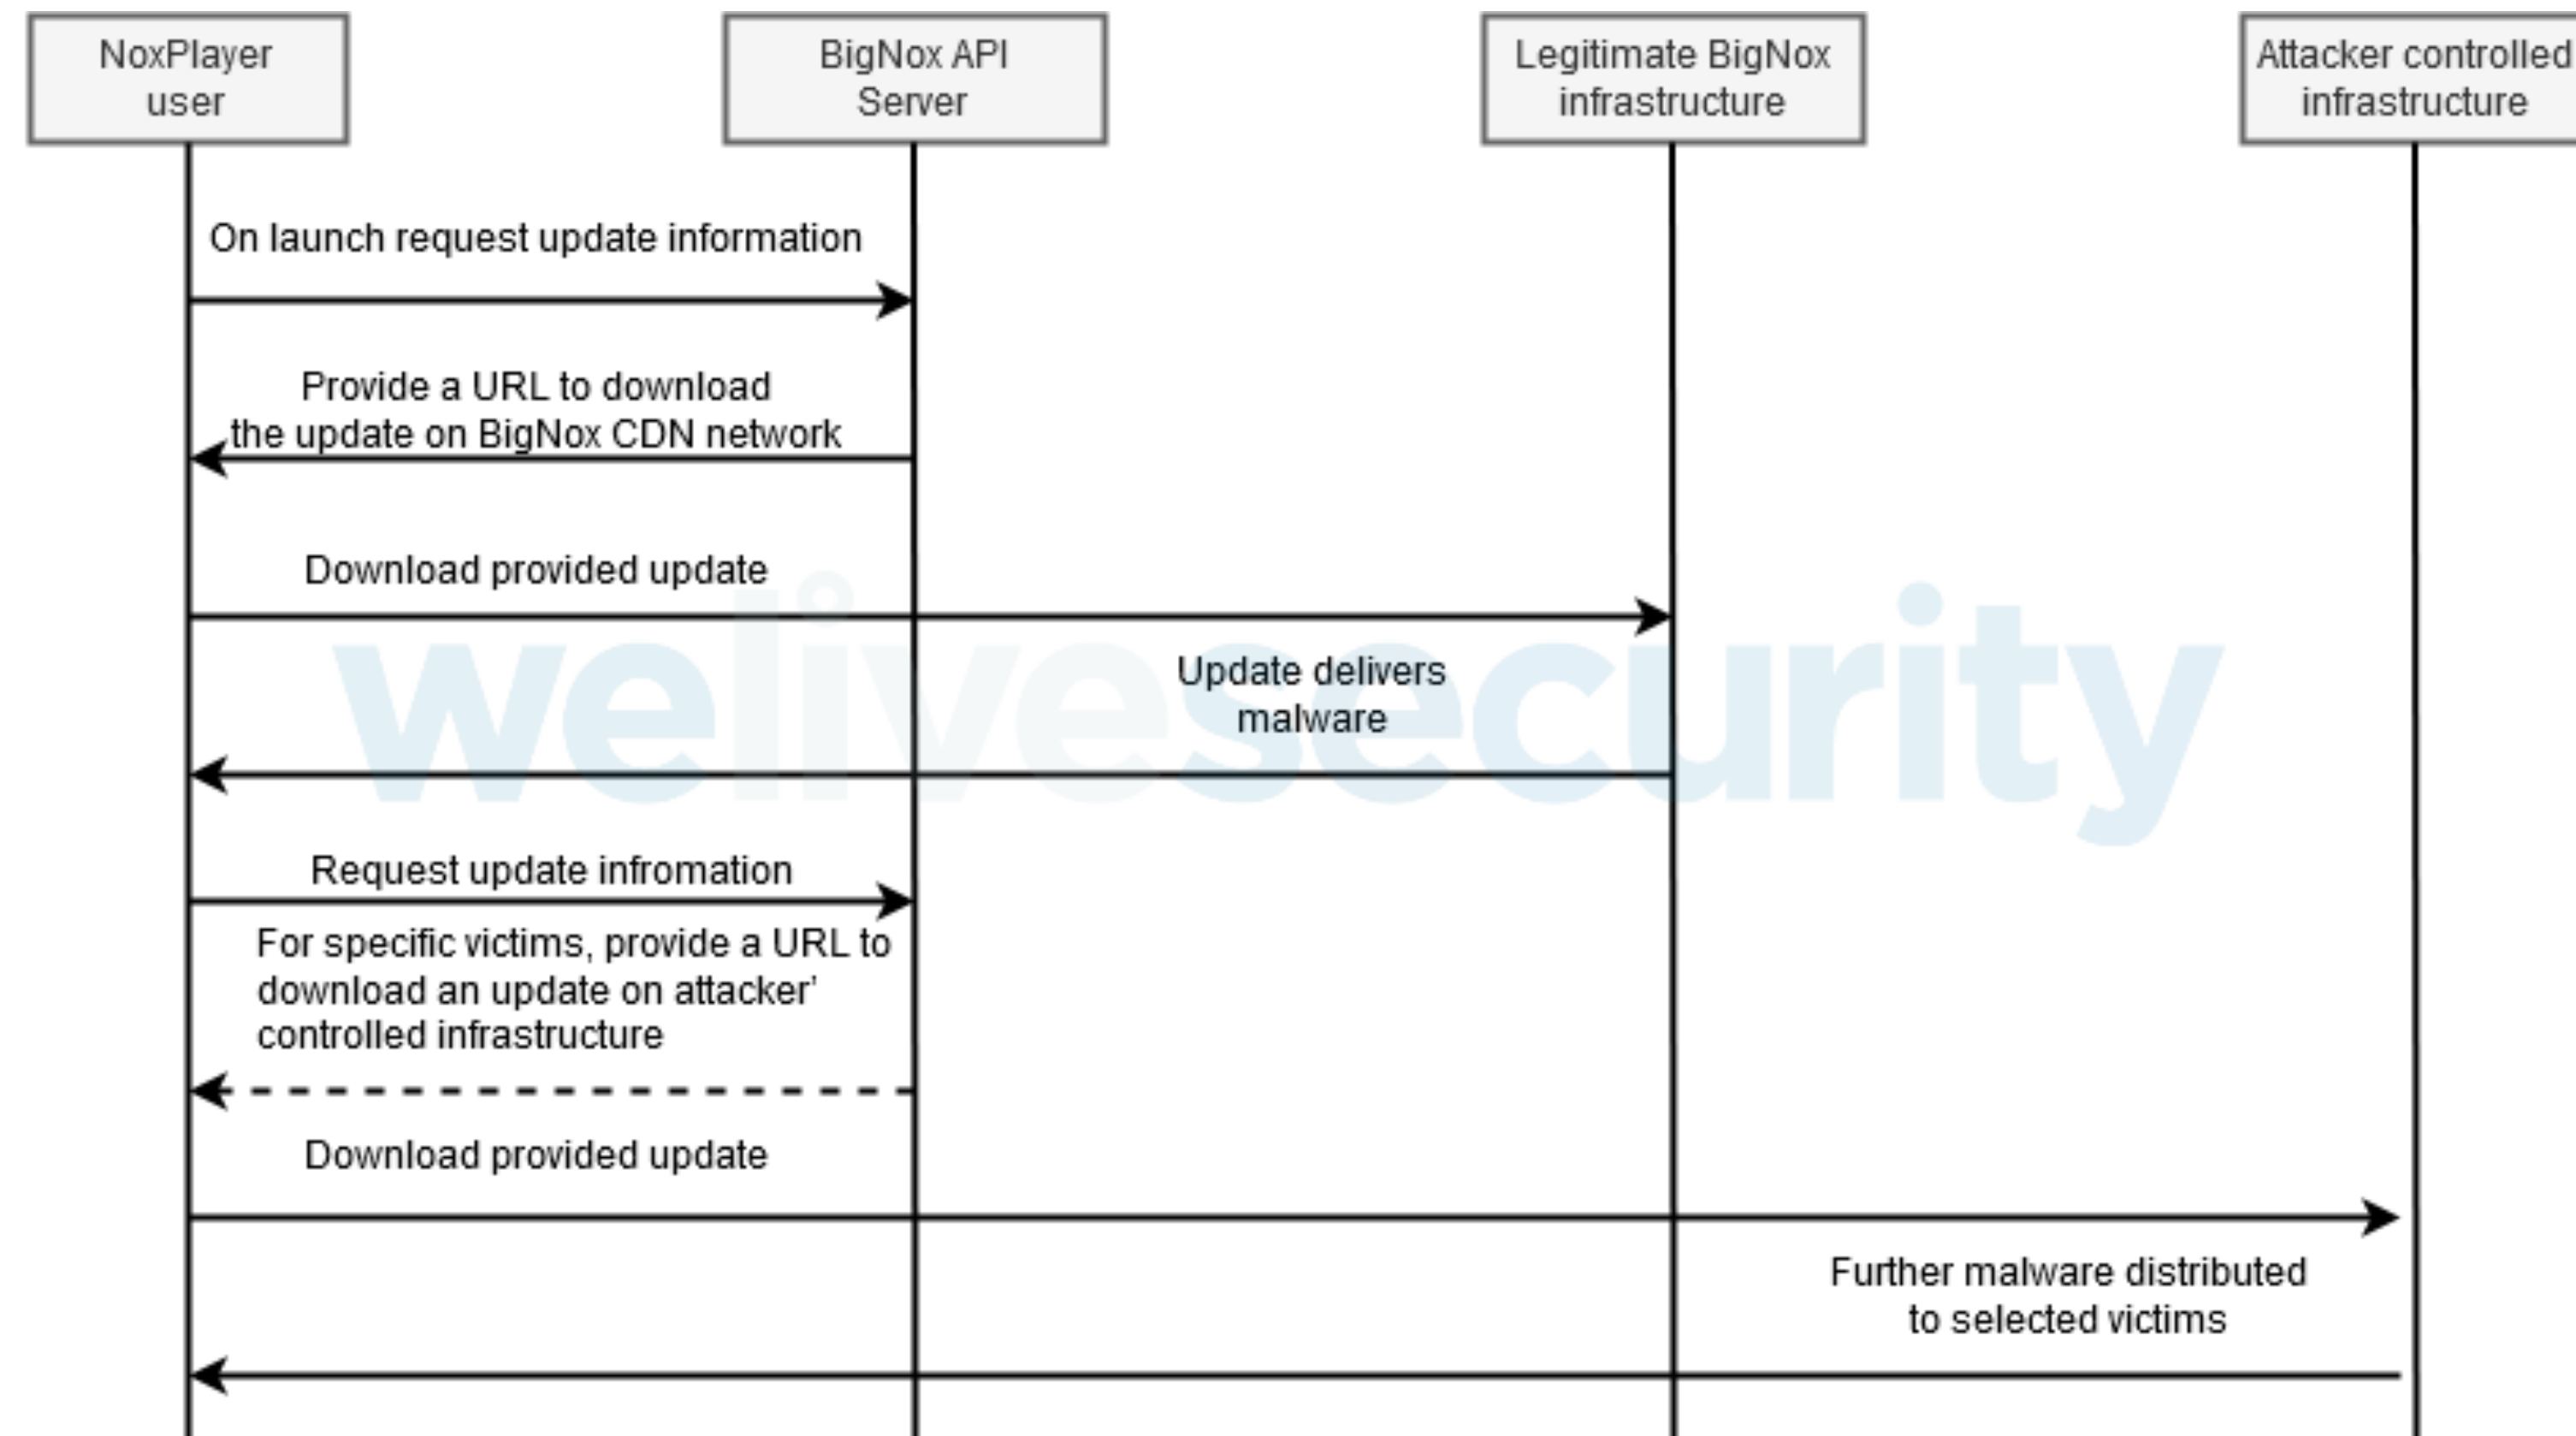 NoxPlayer
user
BigNox API
Server
Legitimate BigNox
infrastructure
Attacker controlled
infrastructure
On launch request update information
Provide a URL to download
the update on BigNox CDN network
Download provided update
Update delivers
malware
welivesecurity
Request update infromation
For specific victims, provide a URL to
download an update on attacker'
controlled infrastructure
Download provided update
Further malware distributed
to selected victims